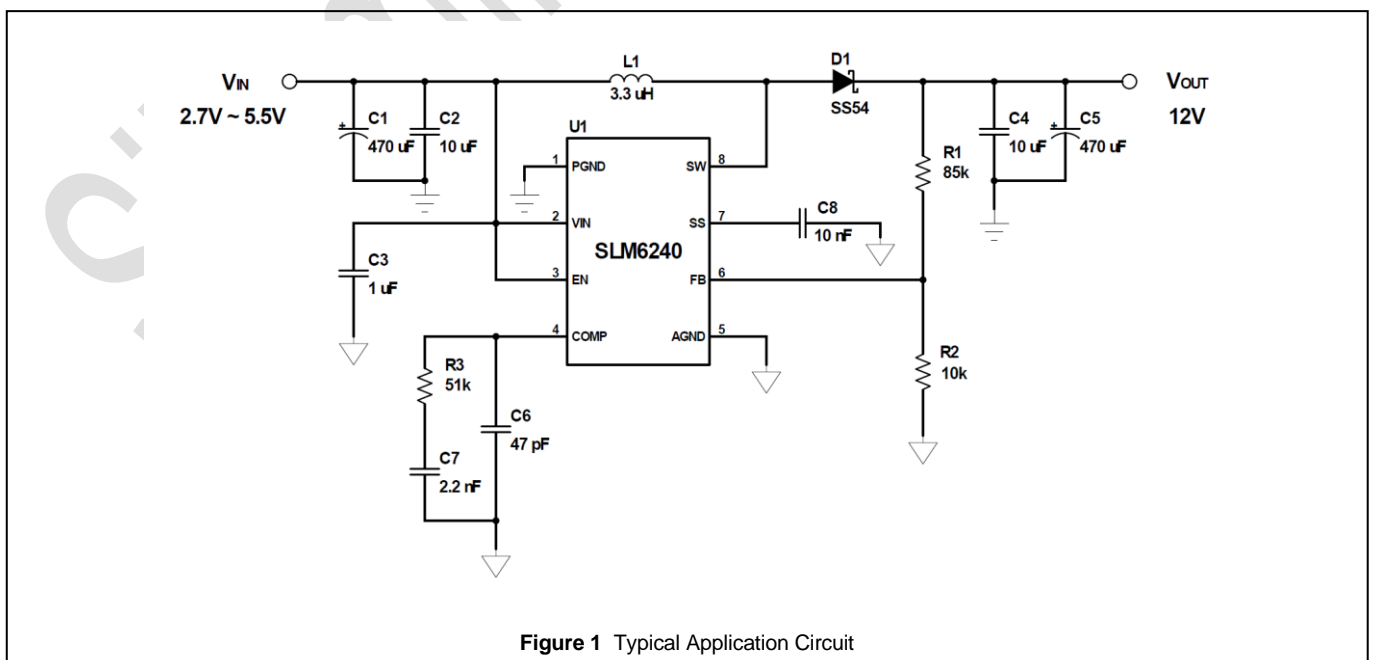 L1
3.3 uH
D1
SS54
VIN
2.7V ~ 5.5V
VOUT
12V
C1
470 uF
+
C2
10 uF
C4
10 uF
C5
470 uF
+
U1
1
PGND
SW
8
R1
85k
2
VIN
SS
7
C8
10 nF
SLM6240
C3
1 uF
3
EN
FB
6
4
COMP
AGND
5
R3
51k
R2
10k
C6
47 pF
C7
2.2 nF
Figure 1 Typical Application Circuit